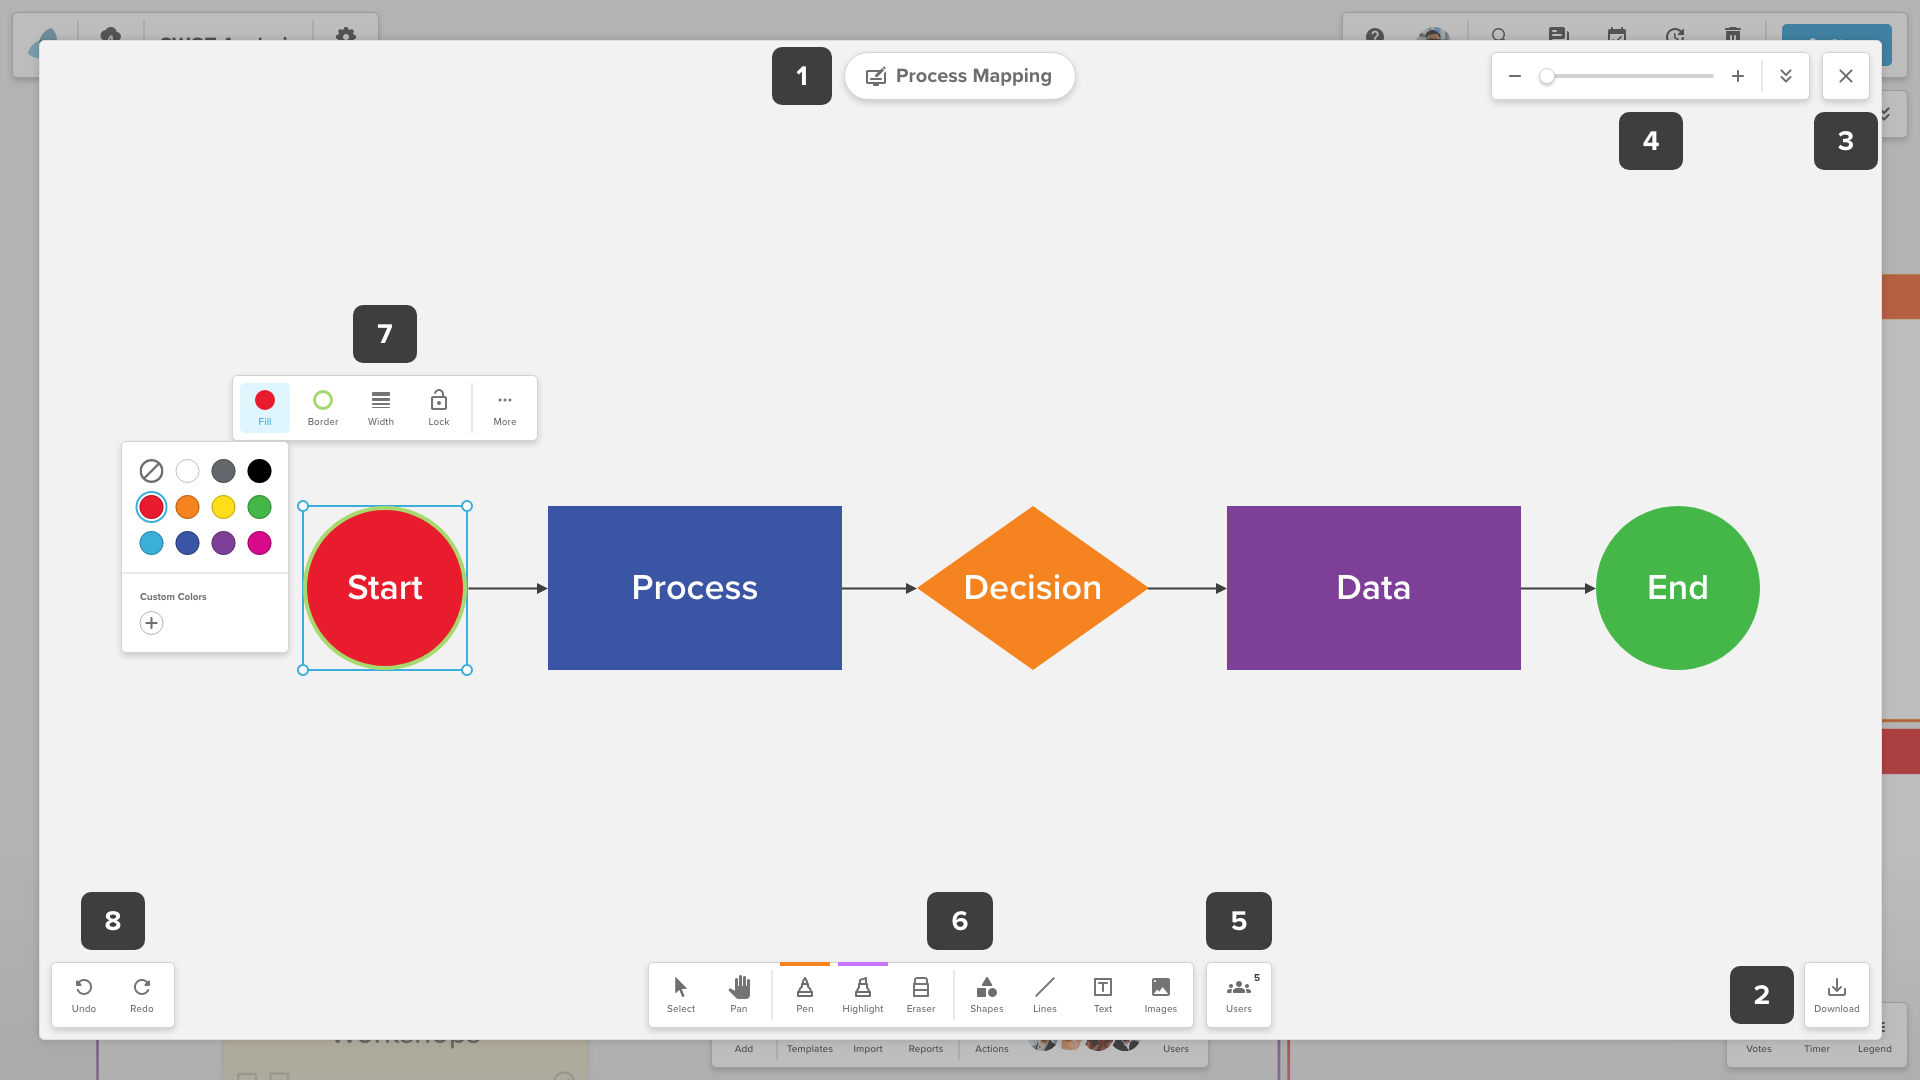 1
Process Mapping
4
3
7
Fill
Border
Width
Lock
More
Custom Colors
Start
Process
Decision
Data
End
8
6
5
2
Undo
Redo
Select
Pan
Pen
Highlight
Eraser
Shapes
Lines
Text
Images
5
Users
Download
Workshops
Add
Templates
Import
Reports
Actions
Users
Votes
Timer
Legend